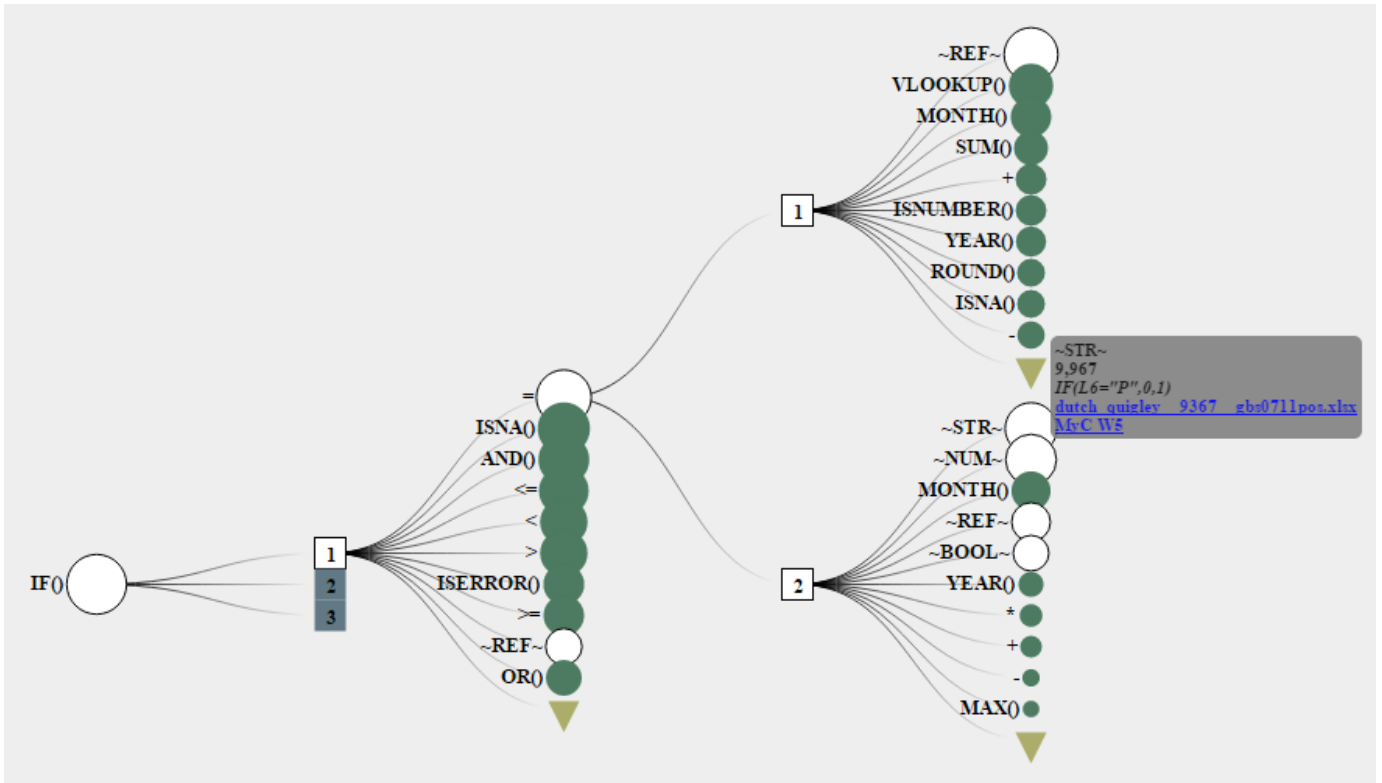 IF()
1
2
3
=
ISNA()
AND()
<=
<
>
ISERROR()
>=
~REF~
OR()
1
~REF~
VLOOKUP()
MONTH()
SUM()
+
ISNUMBER()
YEAR()
ROUND()
ISNA()
-
~STR~
9,967
IF(L6="P",0,1)
dutch_quigley__9367__gbs0711pos.xlsx
MyC W5
2
~STR~
~NUM~
MONTH()
~REF~
~BOOL~
YEAR()
*
+
-
MAX()